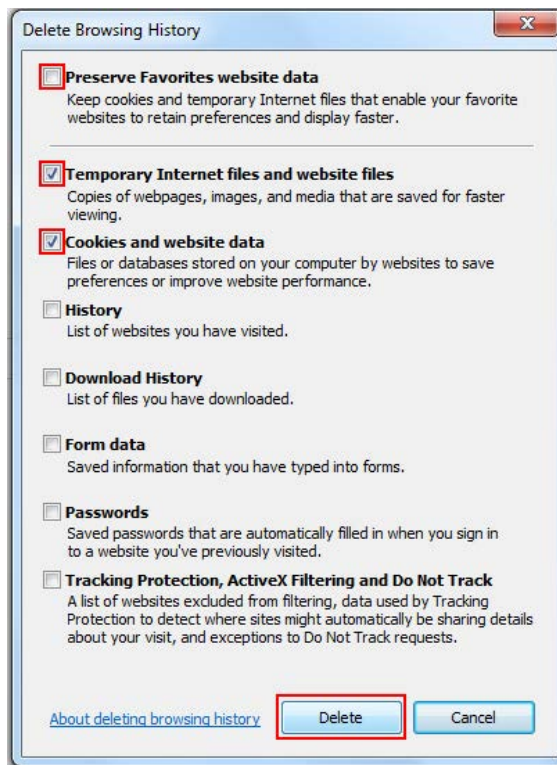 Delete Browsing History
Preserve Favorites website data
Keep cookies and temporary Internet files that enable your favorite
websites to retain preferences and display faster.
Temporary Internet files and website files
Copies of webpages, images, and media that are saved for faster
viewing.
Cookies and website data
Files or databases stored on your computer by websites to save
preferences or improve website performance.
History
List of websites you have visited.
Download History
List of files you have downloaded.
Form data
Saved information that you have typed into forms.
Passwords
Saved passwords that are automatically filled in when you sign in
to a website you've previously visited.
Tracking Protection, ActiveX Filtering and Do Not Track
A list of websites excluded from filtering, data used by Tracking
Protection to detect where sites might automatically be sharing details
about your visit, and exceptions to Do Not Track requests.
About deleting browsing history Delete Cancel